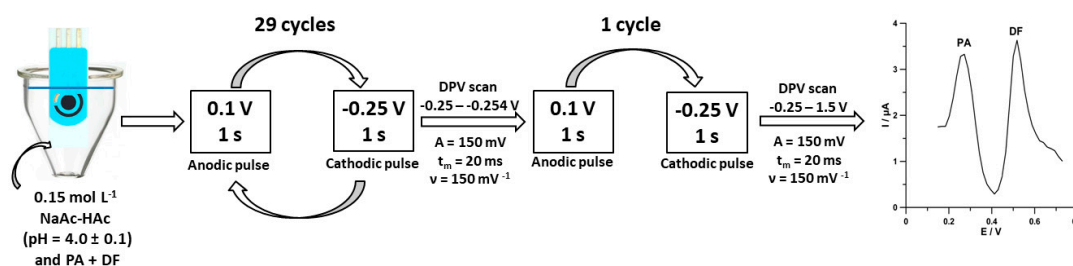 29 cycles
1 cycle
0.1 V
1 s
Anodic pulse
-0.25 V
1 s
Cathodic pulse
DPV scan
-0.25 – -0.254 V
A = 150 mV
tm = 20 ms
ν = 150 mV -1
0.1 V
1 s
Anodic pulse
-0.25 V
1 s
Cathodic pulse
DPV scan
-0.25 – 1.5 V
A = 150 mV
tm = 20 ms
ν = 150 mV -1
0.15 mol L-1
NaAc-HAc
(pH = 4.0 ± 0.1)
and PA + DF
PA
DF
4
3
2
1
0
I / µA
0
0.2
0.4
0.6
E / V